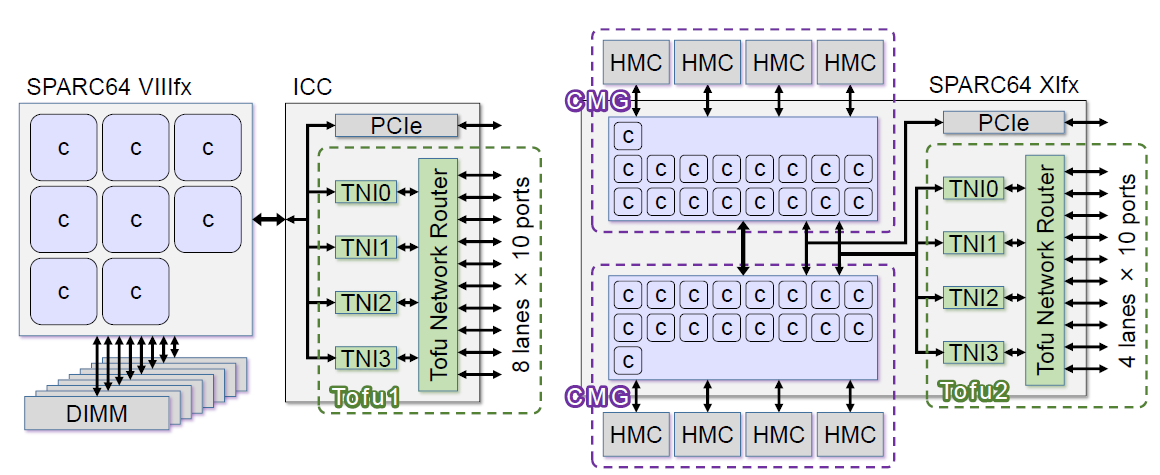 SPARC64 VIIIfx
c c c
c c c
c c
DIMM
ICC
PCIe
TNI0
TNI1
TNI2
TNI3
Tofu Network Router
8 lanes × 10 ports
Tofu1
HMC HMC HMC HMC
CMG
SPARC64 XIfx
c
c c c c c c c c
c c c c c c c c
c c c c c c c c
c c c c c c c c
c
CMG
HMC HMC HMC HMC
PCIe
TNI0
TNI1
TNI2
TNI3
Tofu Network Router
4 lanes × 10 ports
Tofu2